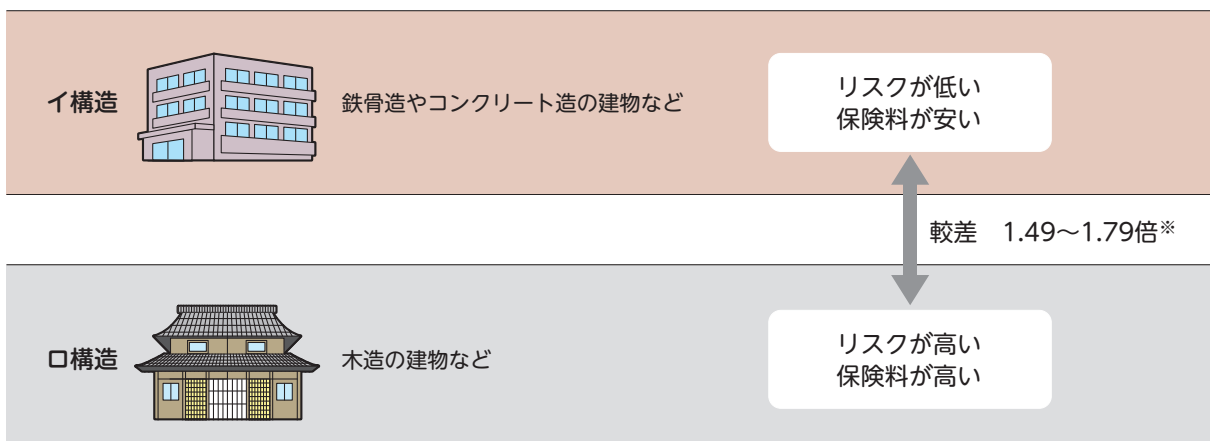 イ構造
鉄骨造やコンクリート造の建物など
リスクが低い
保険料が安い
較差　1.49〜1.79倍※
ロ構造
木造の建物など
リスクが高い
保険料が高い